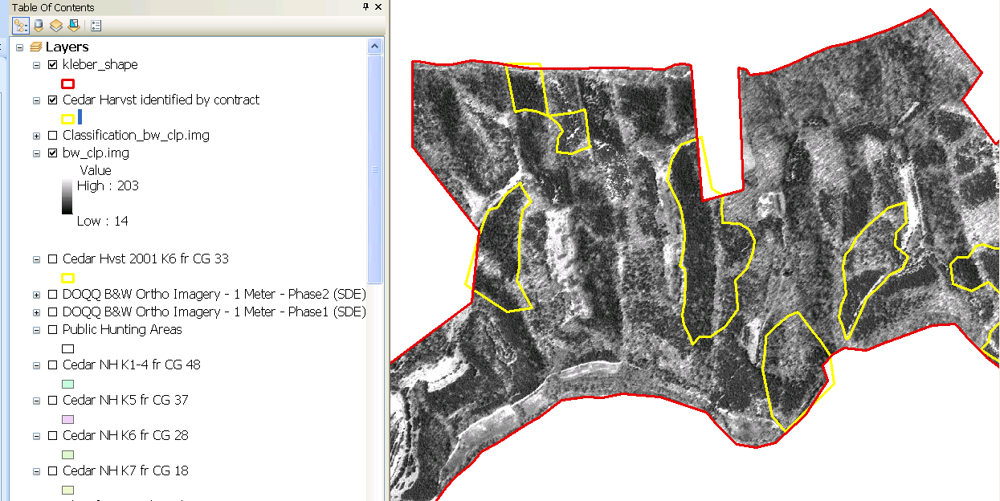 Table Of Contents
Layers
kleber_shape
Cedar Harvst identified by contract
Classification_bw_clp.img
bw_clp.img
Value
High : 203
Low : 14
Cedar Hvst 2001 K6 fr CG 33
DOQQ B&W Ortho Imagery - 1 Meter - Phase2 (SDE)
DOQQ B&W Ortho Imagery - 1 Meter - Phase1 (SDE)
Public Hunting Areas
Cedar NH K1-4 fr CG 48
Cedar NH K5 fr CG 37
Cedar NH K6 fr CG 28
Cedar NH K7 fr CG 18